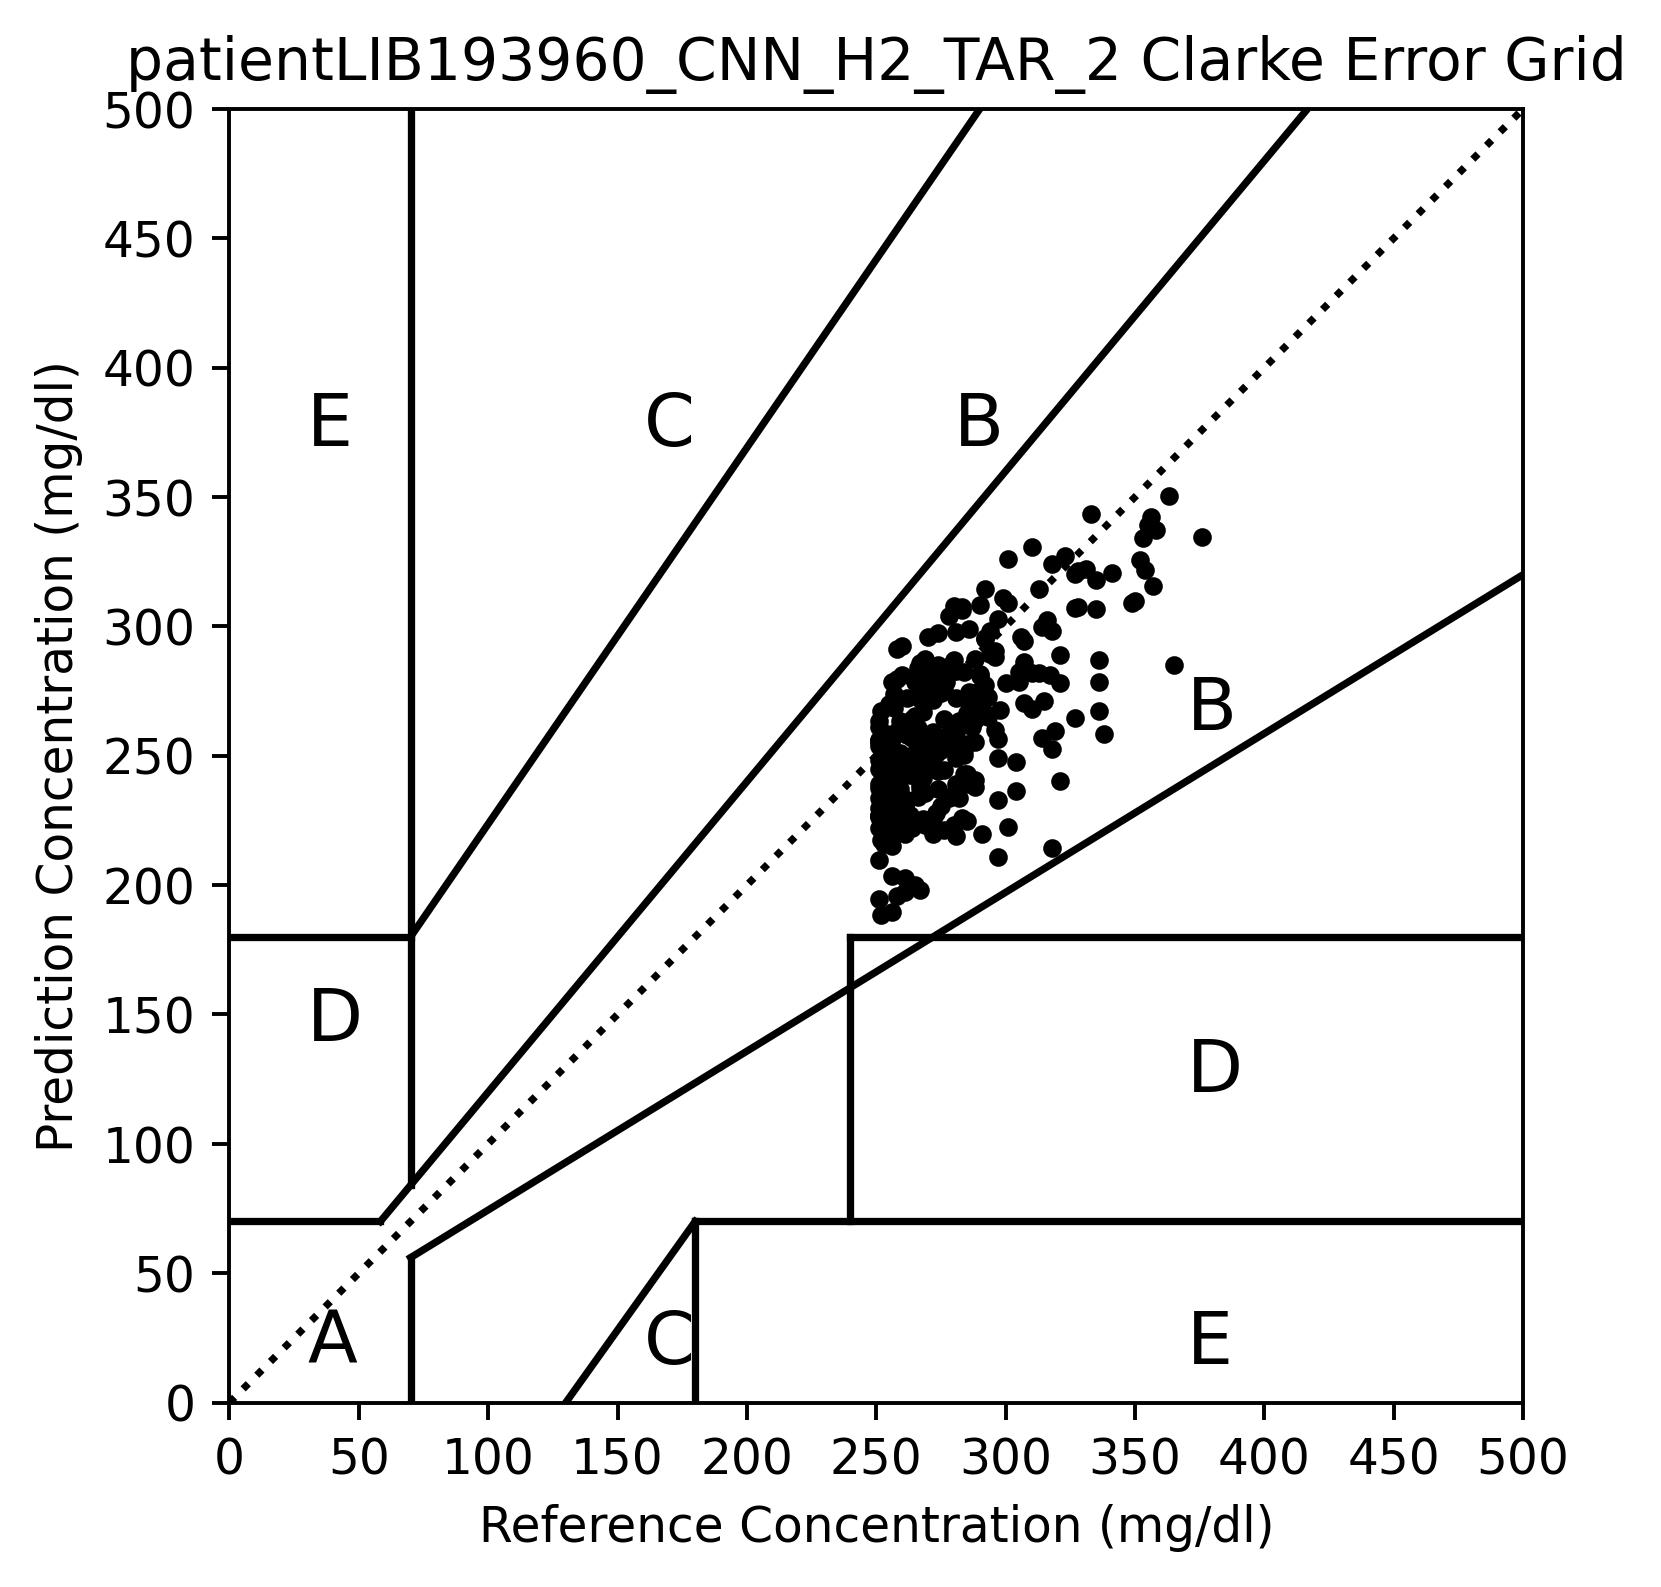 patientLIB193960_CNN_H2_TAR_2 Clarke Error Grid
500
450
400
350
300
250
200
150
100
50
0
Prediction Concentration (mg/dl)
E
C
B
D
B
D
A
C
E
0 50 100 150 200 250 300 350 400 450 500
Reference Concentration (mg/dl)